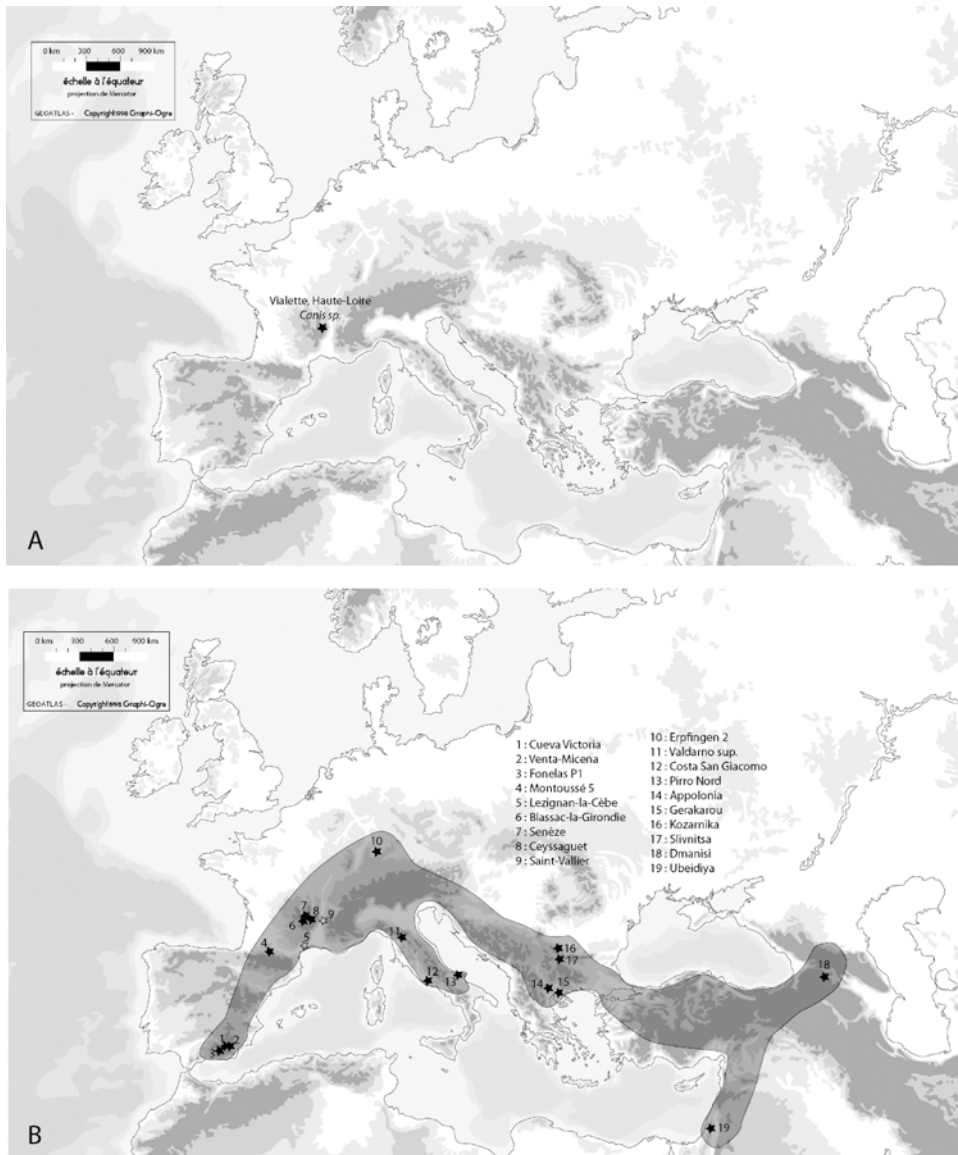 0 km 300 600 900 km
échelle à l'équateur
projection de Mercator
GEOATLAS - Copyright1998 Graphi-Ogre
Vialette, Haute-Loire
Canis sp.
A
0 km 300 600 900 km
échelle à l'équateur
projection de Mercator
GEOATLAS - Copyright1998 Graphi-Ogre
1 : Cueva Victoria
2 : Venta-Micena
3 : Fonelas P1
4 : Montoussé 5
5 : Lezignan-la-Cèbe
6 : Blassac-la-Girondie
7 : Senèze
8 : Ceyssaguet
9 : Saint-Vallier
10 : Erpfingen 2
11 : Valdarno sup.
12 : Costa San Giacomo
13 : Pirro Nord
14 : Appolonia
15 : Gerakarou
16 : Kozarnika
17 : Slivnitsa
18 : Dmanisi
19 : Ubeidiya
10
7
8
9
6
5
4
11
16
17
12
13
14
15
18
1
2
3
19
B